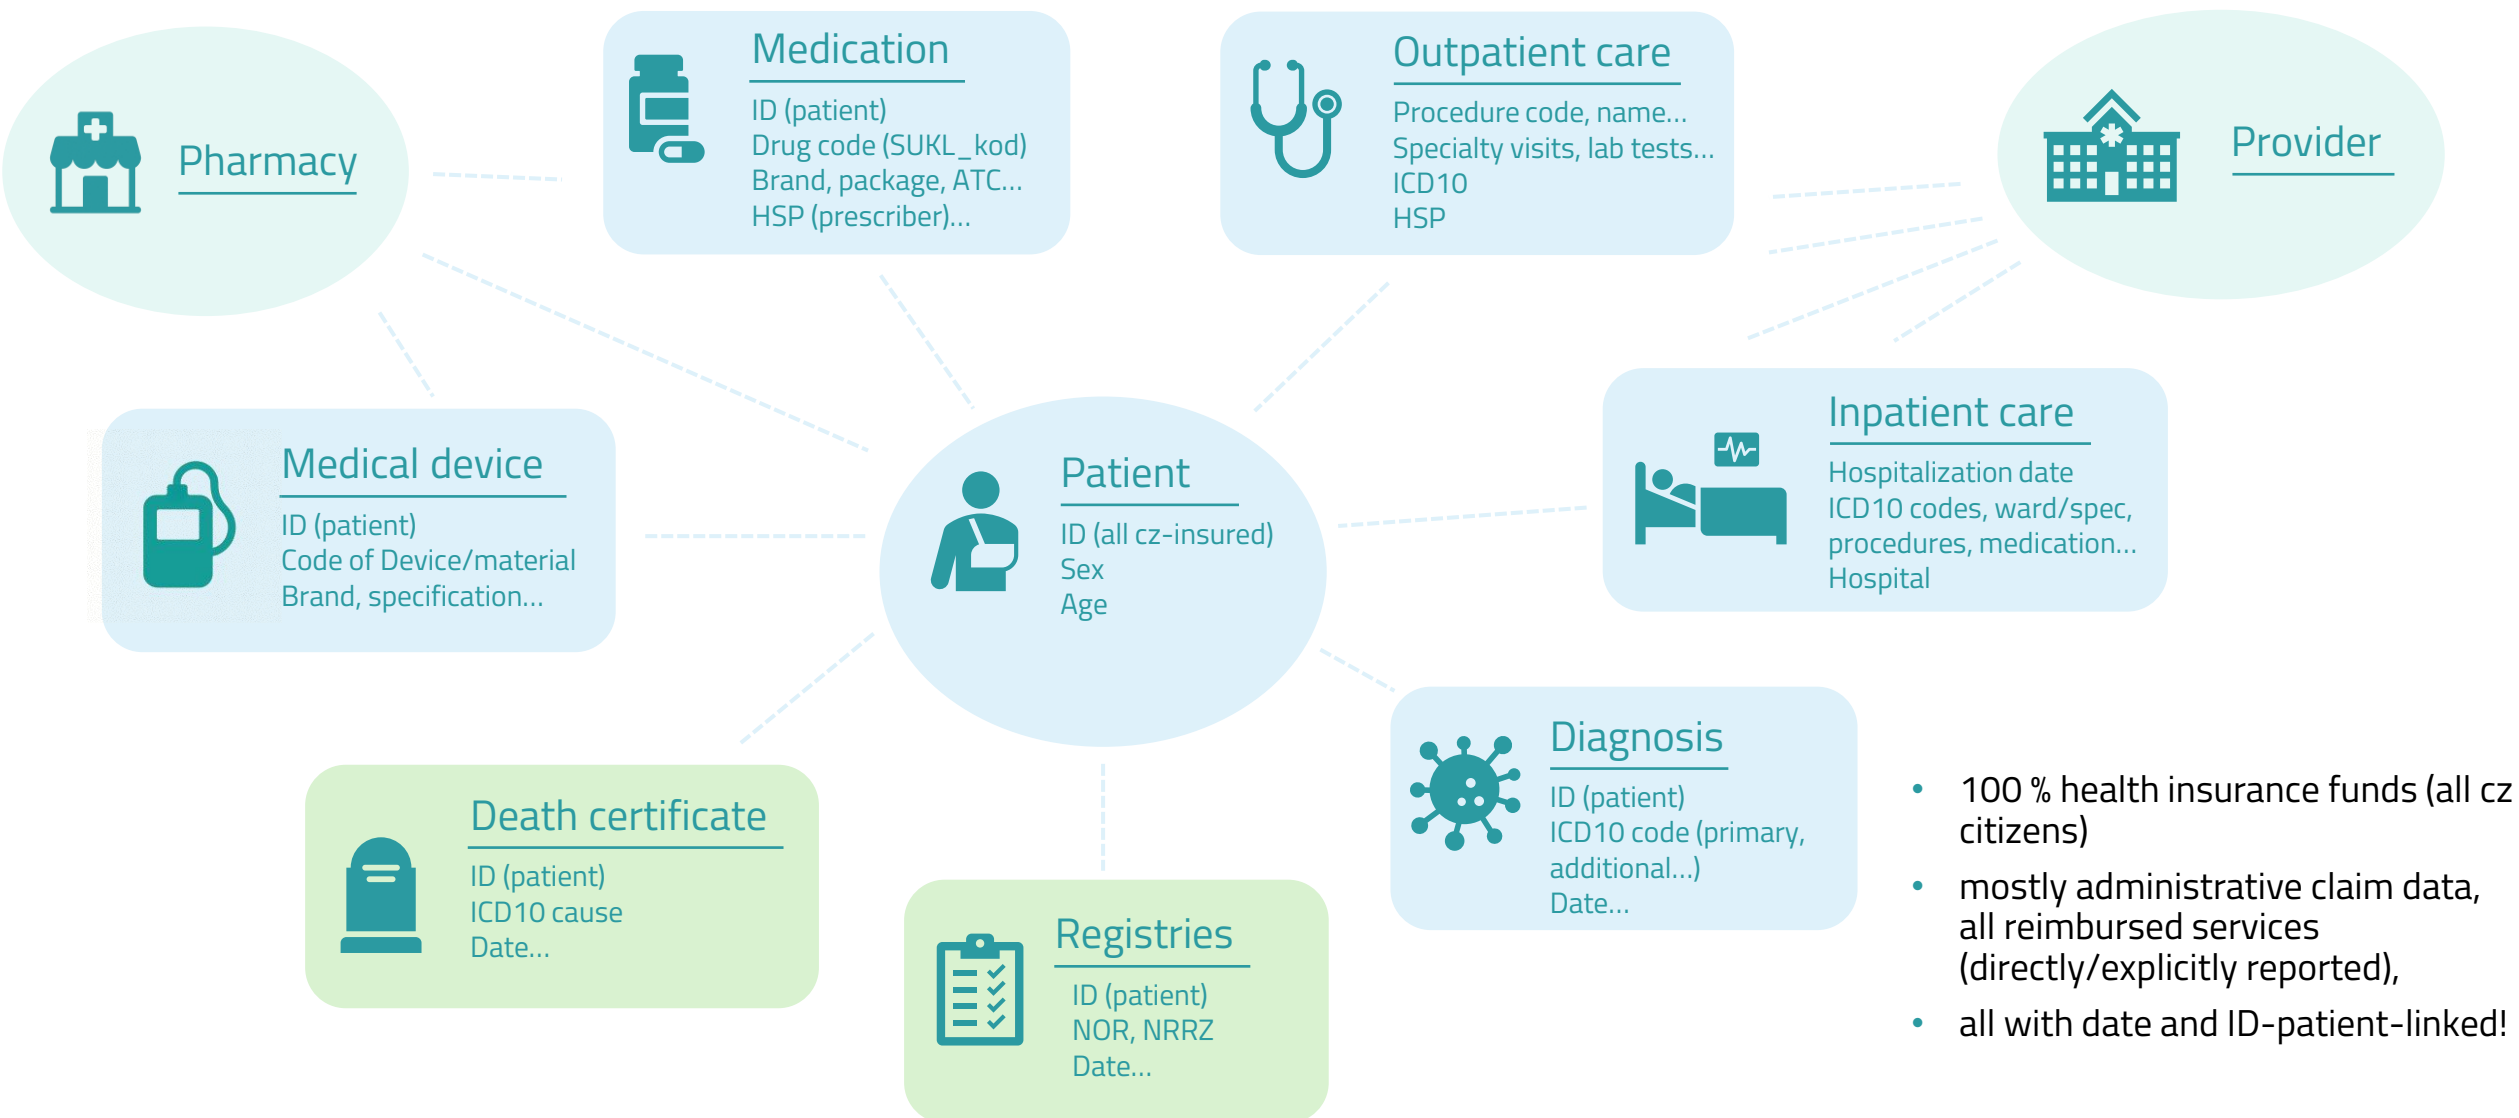 Pharmacy
Medication
ID (patient)
Drug code (SUKL_kod)
Brand, package, ATC...
HSP (prescriber)...
Outpatient care
Procedure code, name...
Specialty visits, lab tests...
ICD10
HSP
Provider
Medical device
ID (patient)
Code of Device/material
Brand, specification...
Patient
ID (all cz-insured)
Sex
Age
Inpatient care
Hospitalization date
ICD10 codes, ward/spec,
procedures, medication...
Hospital
Death certificate
ID (patient)
ICD10 cause
Date...
Registries
ID (patient)
NOR, NRRZ
Date...
Diagnosis
ID (patient)
ICD10 code (primary,
additional...)
Date...
• 100 % health insurance funds (all cz
citizens)
• mostly administrative claim data,
all reimbursed services
(directly/explicitly reported),
• all with date and ID-patient-linked!